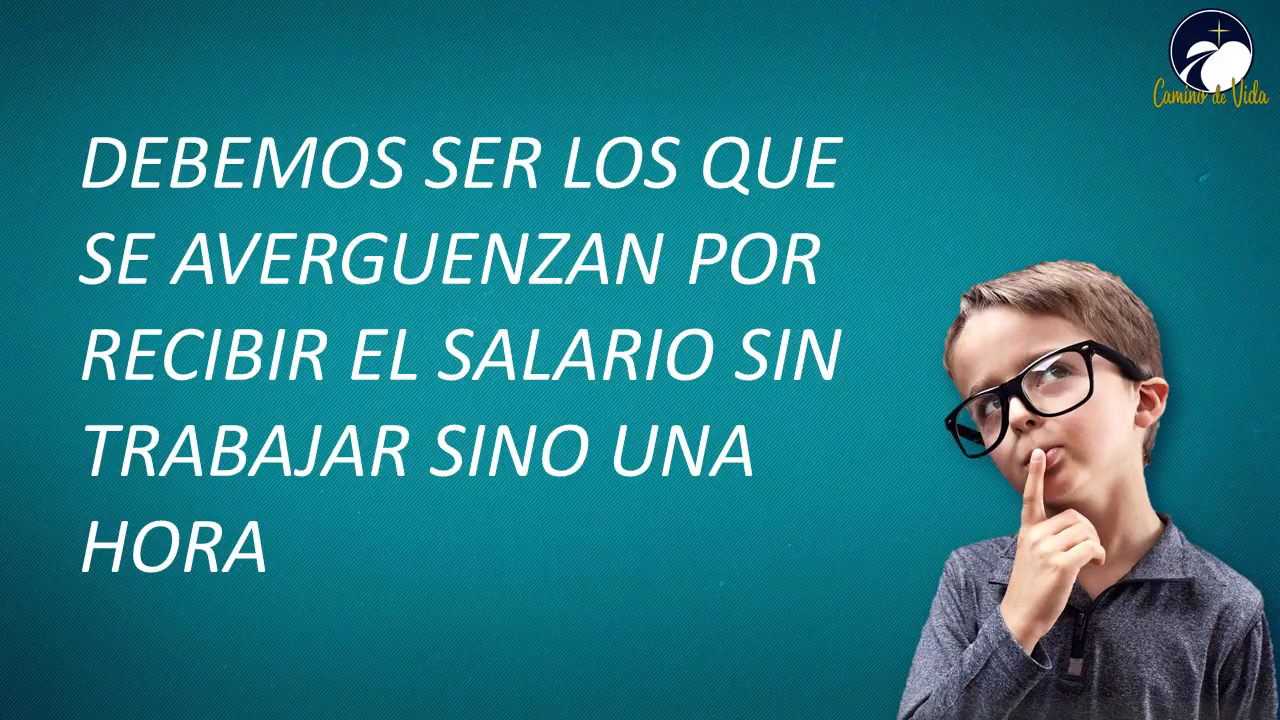 Camino de Vida
DEBEMOS SER LOS QUE
SE AVERGUENZAN POR
RECIBIR EL SALARIO SIN
TRABAJAR SINO UNA
HORA